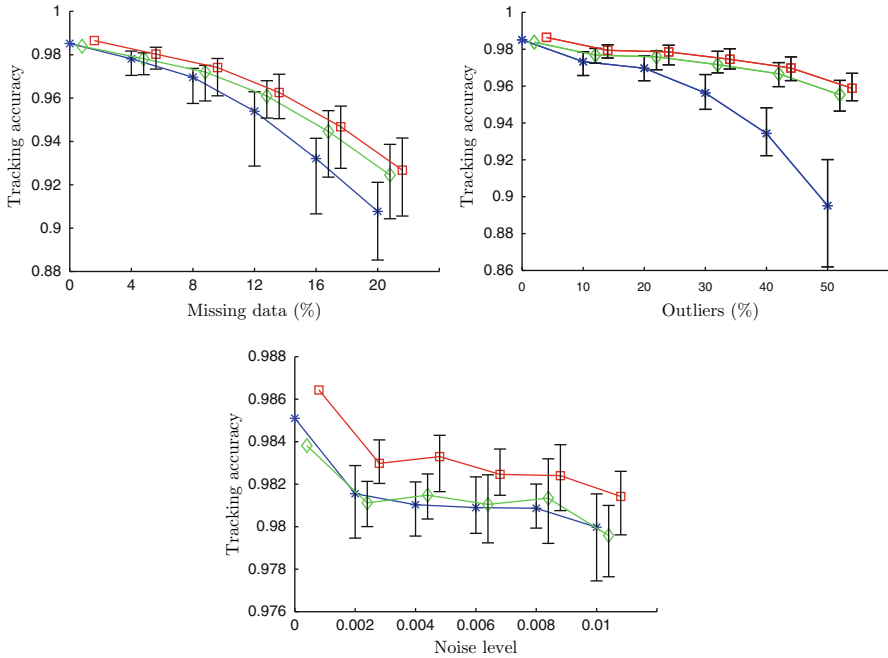 1
0.98
0.96
0.94
0.92
0.9
0.88
0 4 8 12 16 20
Tracking accuracy
Missing data (%)
1
0.98
0.96
0.94
0.92
0.9
0.88
0.86
0 10 20 30 40 50
Tracking accuracy
Outliers (%)
0.988
0.986
0.984
0.982
0.98
0.978
0.976
0 0.002 0.004 0.006 0.008 0.01
Tracking accuracy
Noise level